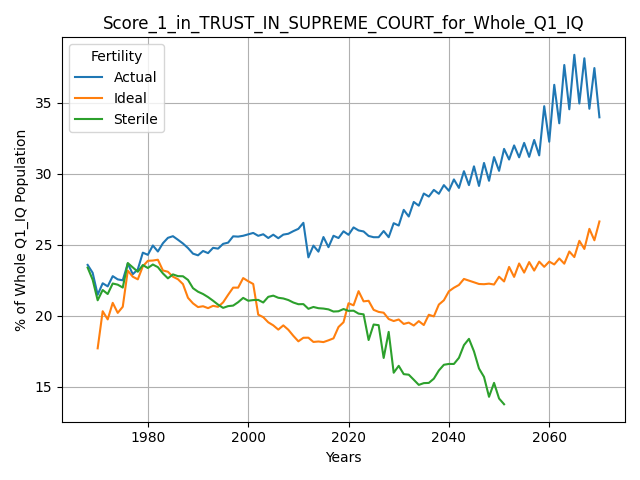 Score_1_in_TRUST_IN_SUPREME_COURT_for_Whole_Q1_IQ
Fertility
Actual
Ideal
Sterile
% of Whole Q1_IQ Population
35
30
25
20
15
1980
2000
2020
2040
2060
Years